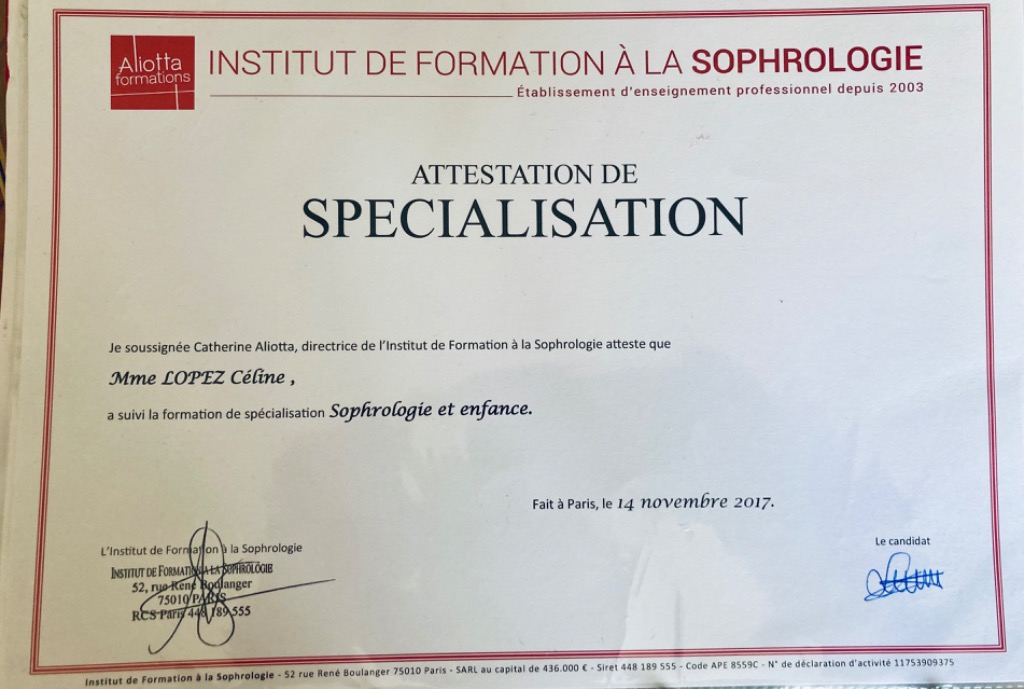 Aliotta
formations
INSTITUT DE FORMATION À LA SOPHROLOGIE
Établissement d'enseignement professionnel depuis 2003
ATTESTATION DE
SPECIALISATION
Je soussignée Catherine Aliotta, directrice de l'Institut de Formation à la Sophrologie atteste que
Mme LOPEZ Céline ,
a suivi la formation de spécialisation Sophrologie et enfance.
Fait à Paris, le 14 novembre 2017.
L'Institut de Formation à la Sophrologie
Le candidat
INSTITUT DE FORMATION A LA SOPHROLOGIE
52, rue René Boulanger
75010 PARIS
RCS Paris 448 189 555
Institut de Formation à la Sophrologie - 52 rue René Boulanger 75010 Paris - SARL au capital de 436.000 € - Siret 448 189 555 - Code APE 8559C - N° de déclaration d'activité 11753909375